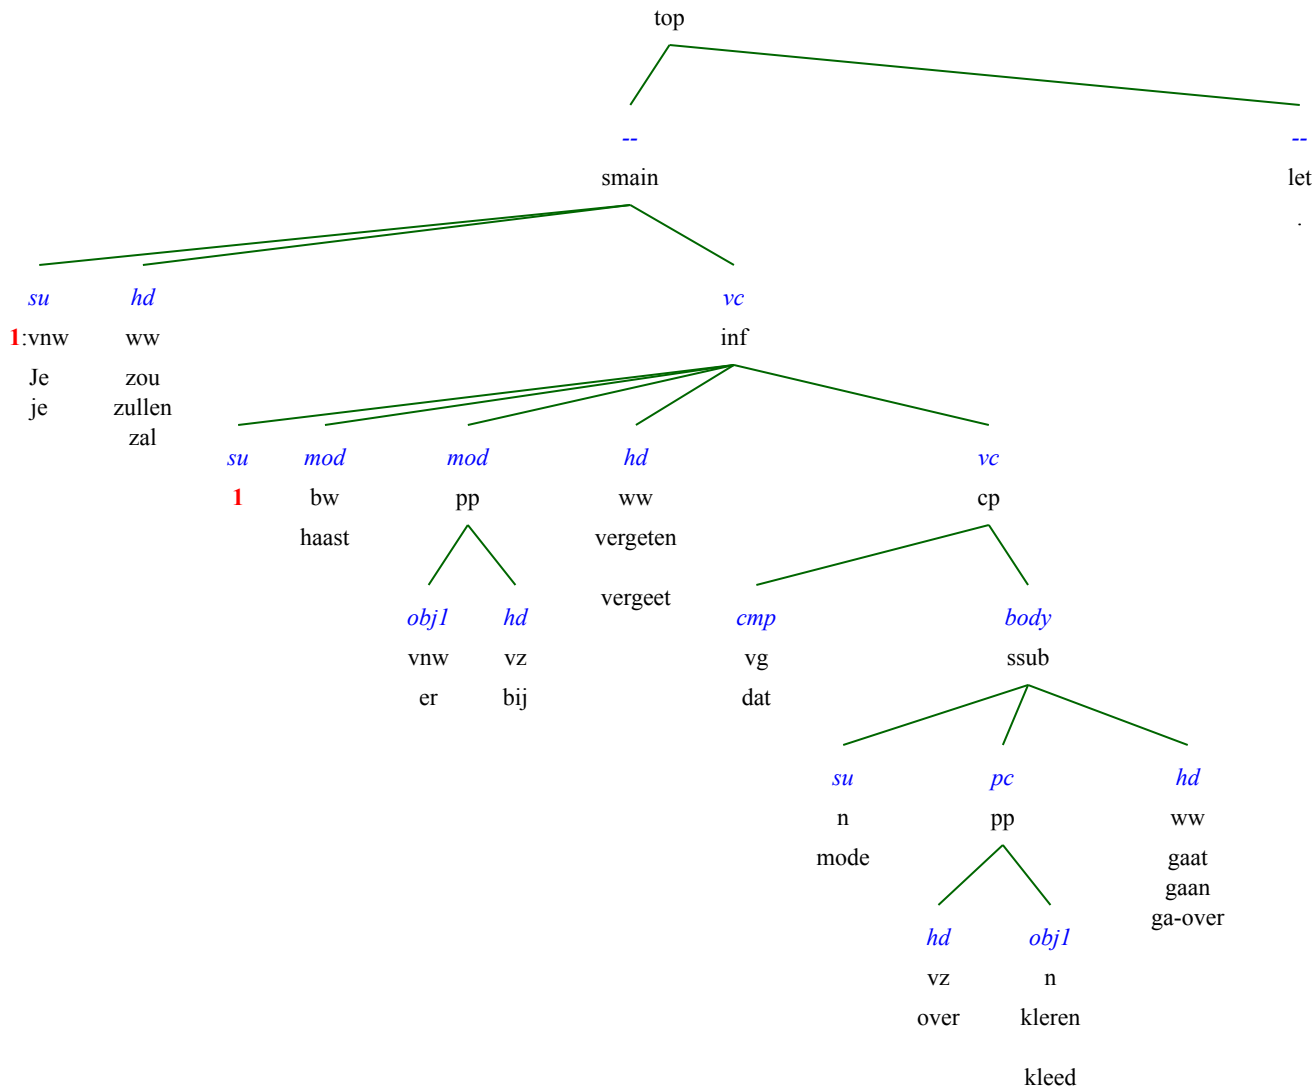 top
-- --
smain let
.
su hd vc
1:vnw ww inf
Je zou
je zullen
zal
su mod mod hd vc
1 bw pp ww cp
haast vergeten
vergeet
obj1 hd cmp body
vnw vz vg ssub
er bij dat
su pc hd
n pp ww
mode gaat
gaan
ga-over
hd obj1
vz n
over kleren
kleed